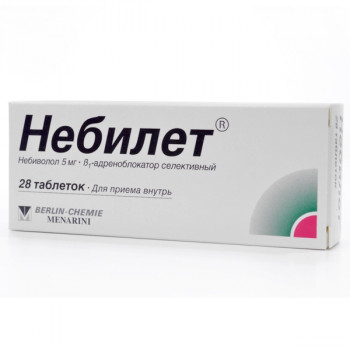 Небилет®
Небиволол 5 мг · β₁-адреноблокатор селективный
28 таблеток · Для приема внутрь
BERLIN-CHEMIE
MENARINI